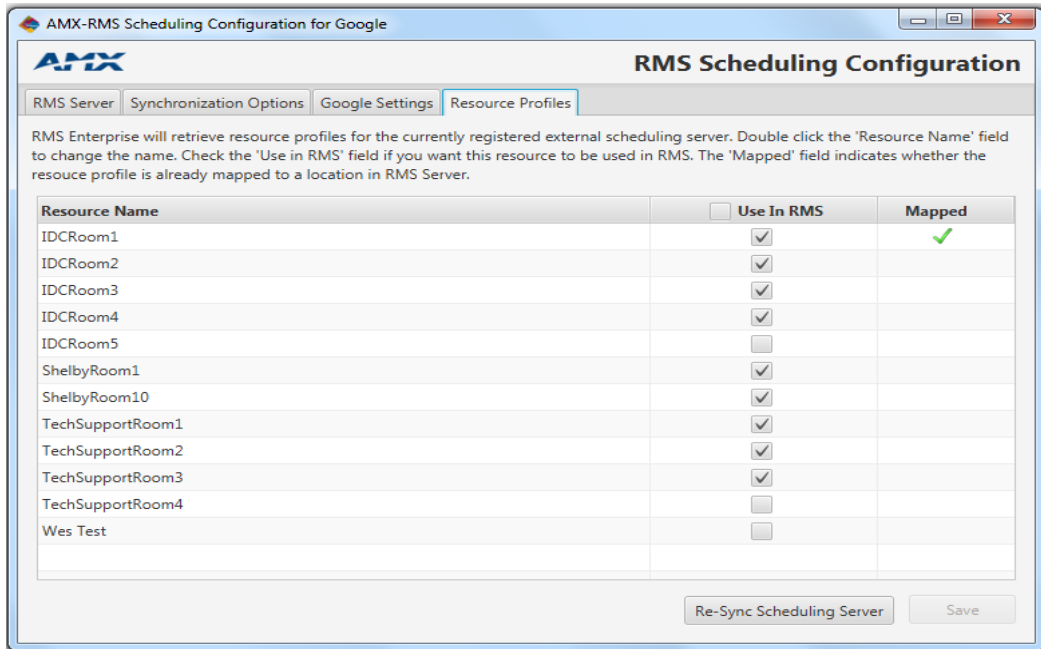 AMX-RMS Scheduling Configuration for Google
AMX
RMS Scheduling Configuration
RMS Server Synchronization Options Google Settings Resource Profiles
RMS Enterprise will retrieve resource profiles for the currently registered external scheduling server. Double click the 'Resource Name' field
to change the name. Check the 'Use in RMS' field if you want this resource to be used in RMS. The 'Mapped' field indicates whether the
resouce profile is already mapped to a location in RMS Server.
Resource Name Use In RMS Mapped
IDCRoom1
IDCRoom2
IDCRoom3
IDCRoom4
IDCRoom5
ShelbyRoom1
ShelbyRoom10
TechSupportRoom1
TechSupportRoom2
TechSupportRoom3
TechSupportRoom4
Wes Test
Re-Sync Scheduling Server Save